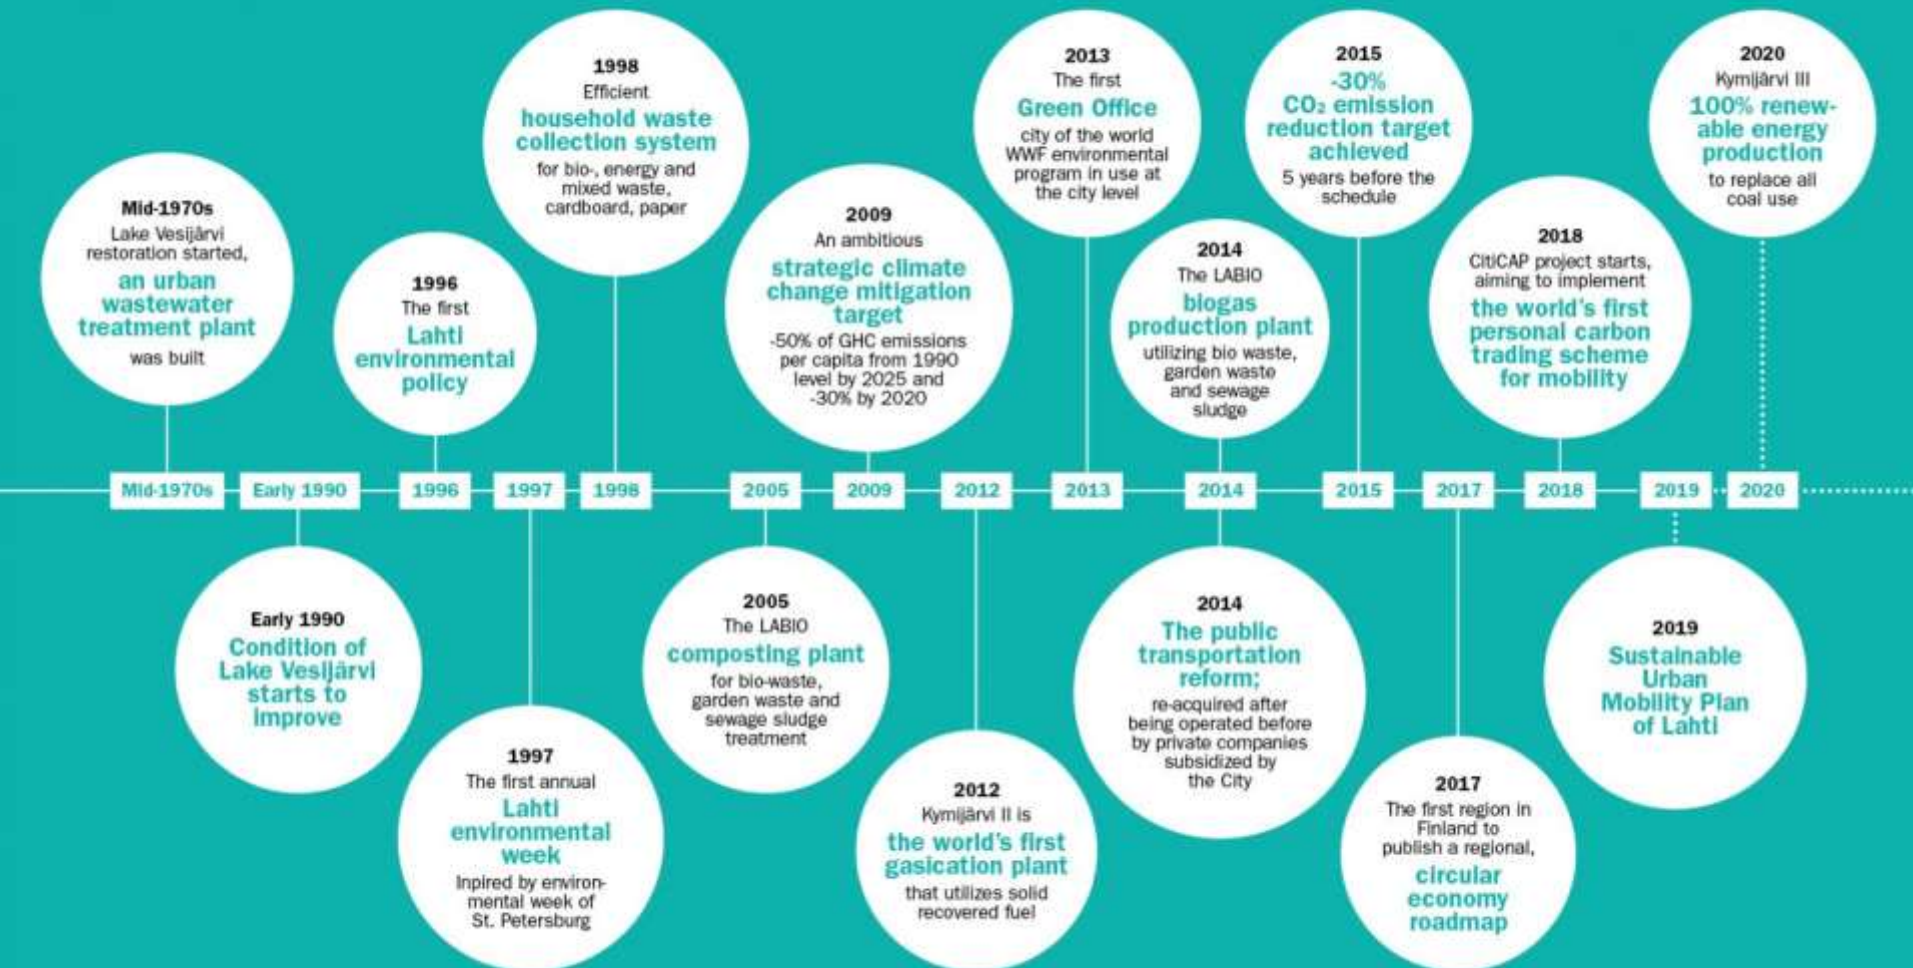 Mid-1970s
Lake Vesijärvi
restoration started,
an urban
wastewater
treatment plant
was built
1996
The first
Lahti
environmental
policy
1998
Efficient
household waste
collection system
for bio-, energy and
mixed waste,
cardboard, paper
2009
An ambitious
strategic climate
change mitigation
target
-50% of GHC emissions
per capita from 1990
level by 2025 and
-30% by 2020
2013
The first
Green Office
city of the world
WWF environmental
program in use at
the city level
2014
The LABIO
biogas
production plant
utilizing bio waste,
garden waste
and sewage
sludge
2015
-30%
CO₂ emission
reduction target
achieved
5 years before the
schedule
2018
CitiCAP project starts,
aiming to implement
the world's first
personal carbon
trading scheme
for mobility
2020
Kymijärvi III
100% renew-
able energy
production
to replace all
coal use
Mid-1970s Early 1990 1996 1997 1998 2005 2009 2012 2013 2014 2015 2017 2018 2019 2020
Early 1990
Condition of
Lake Vesijärvi
starts to
improve
1997
The first annual
Lahti
environmental
week
Inpired by environ-
mental week of
St. Petersburg
2005
The LABIO
composting plant
for bio-waste,
garden waste and
sewage sludge
treatment
2012
Kymijärvi II is
the world's first
gasication plant
that utilizes solid
recovered fuel
2014
The public
transportation
reform;
re-acquired after
being operated before
by private companies
subsidized by
the City
2017
The first region in
Finland to
publish a regional,
circular
economy
roadmap
2019
Sustainable
Urban
Mobility Plan
of Lahti